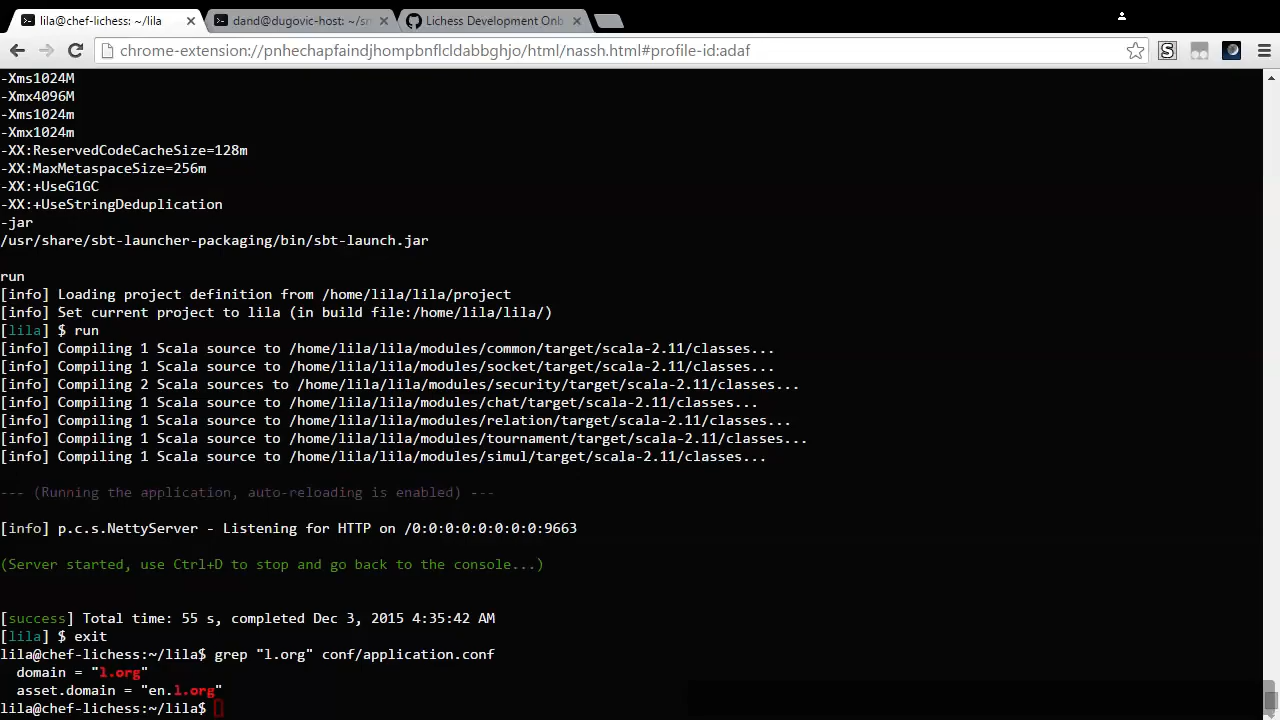 lila@chef-lichess: ~/lila
dand@dugovic-host: ~/sr
Lichess Development Onb
chrome-extension://pnhechapfaindjhompbnflcldabbghjo/html/nassh.html#profile-id:adaf
-Xms1024M
-Xmx4096M
-Xms1024m
-Xmx1024m
-XX:ReservedCodeCacheSize=128m
-XX:MaxMetaspaceSize=256m
-XX:+UseG1GC
-XX:+UseStringDeduplication
-jar
/usr/share/sbt-launcher-packaging/bin/sbt-launch.jar
run
[info] Loading project definition from /home/lila/lila/project
[info] Set current project to lila (in build file:/home/lila/lila/)
[lila] $ run
[info] Compiling 1 Scala source to /home/lila/lila/modules/common/target/scala-2.11/classes...
[info] Compiling 1 Scala source to /home/lila/lila/modules/socket/target/scala-2.11/classes...
[info] Compiling 2 Scala sources to /home/lila/lila/modules/security/target/scala-2.11/classes...
[info] Compiling 1 Scala source to /home/lila/lila/modules/chat/target/scala-2.11/classes...
[info] Compiling 1 Scala source to /home/lila/lila/modules/relation/target/scala-2.11/classes...
[info] Compiling 1 Scala source to /home/lila/lila/modules/tournament/target/scala-2.11/classes...
[info] Compiling 1 Scala source to /home/lila/lila/modules/simul/target/scala-2.11/classes...
--- (Running the application, auto-reloading is enabled) ---
[info] p.c.s.NettyServer - Listening for HTTP on /0:0:0:0:0:0:0:0:9663
(Server started, use Ctrl+D to stop and go back to the console...)
[success] Total time: 55 s, completed Dec 3, 2015 4:35:42 AM
[lila] $ exit
lila@chef-lichess:~/lila$ grep "l.org" conf/application.conf
domain = "l.org"
asset.domain = "en.l.org"
lila@chef-lichess:~/lila$